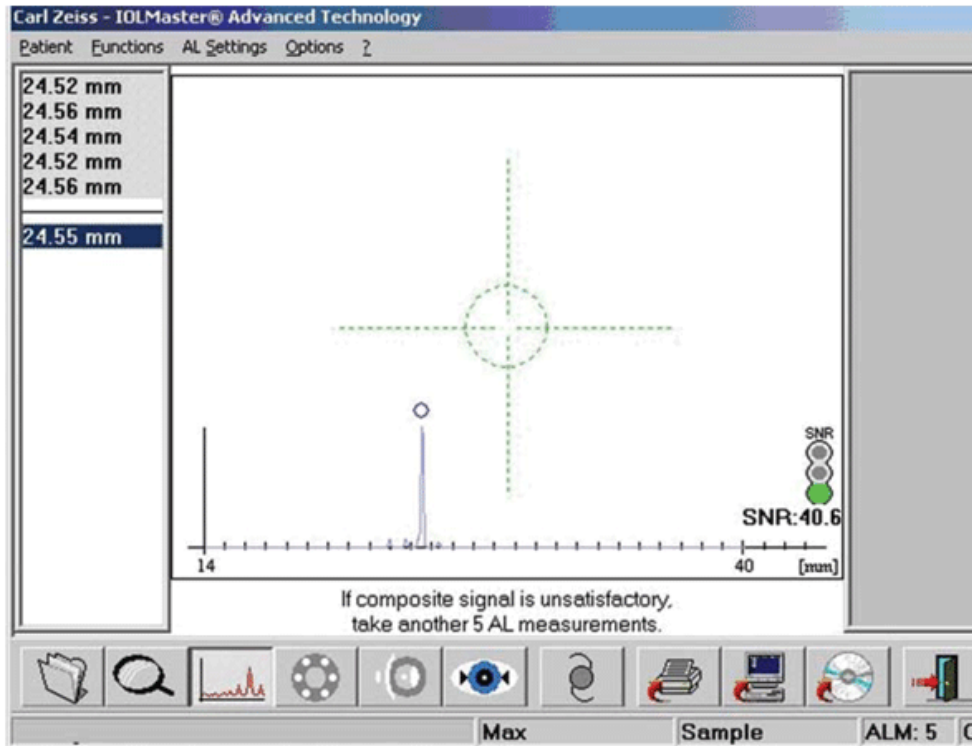 Carl Zeiss - IOLMaster® Advanced Technology
Patient Functions AL Settings Options ?
24.52 mm
24.56 mm
24.54 mm
24.52 mm
24.56 mm
24.55 mm
SNR
SNR:40.6
14 40 [mm]
If composite signal is unsatisfactory,
take another 5 AL measurements.
Max Sample ALM: 5